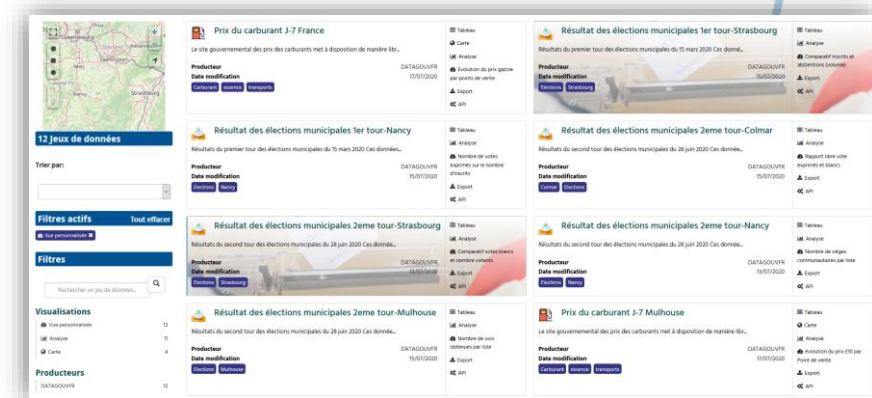 12 Jeux de données
Trier par:
Filtres actifs Tout effacer
Vue personnalisée ✖
Filtres
Rechercher un jeu de données...
Visualisations
Vue personnalisée 12
Analyse 11
Carte 4
Producteurs
DATAGOUVFR 12
Prix du carburant J-7 France
Le site gouvernemental des prix des carburants met à disposition de manière libr...
Producteur DATAGOUVFR
Date modification 17/07/2020
Carburant essence transports
Tableau
Carte
Analyse
Evolution du prix gazole
par points de vente
Export
API
Résultat des élections municipales 1er tour-Strasbourg
Résultats du premier tour des élections municipales du 15 mars 2020 Ces donné...
Producteur DATAGOUVFR
Date modification 15/07/2020
Elections Strasbourg
Tableau
Analyse
Comparatif inscrits et
abstentions (volume)
Export
API
Résultat des élections municipales 1er tour-Nancy
Résultats du premier tour des élections municipales du 15 mars 2020 Ces donné...
Producteur DATAGOUVFR
Date modification 15/07/2020
Elections Nancy
Tableau
Analyse
Nombre de votes
exprimés sur le nombre
d'inscrits
Export
API
Résultat des élections municipales 2eme tour-Colmar
Résultats du second tour des élections municipales du 28 juin 2020 Ces donnée...
Producteur DATAGOUVFR
Date modification 15/07/2020
Colmar Elections
Tableau
Analyse
Rapport nbre vote
exprimés et blancs
Export
API
Résultat des élections municipales 2eme tour-Strasbourg
Résultats du second tour des élections municipales du 28 juin 2020 Ces donnée...
Producteur DATAGOUVFR
Date modification 13/07/2020
Elections Strasbourg
Tableau
Analyse
Comparatif votes blancs
et nombre votants
Export
API
Résultat des élections municipales 2eme tour-Nancy
Résultats du second tour des élections municipales du 28 juin 2020 Ces donnée...
Producteur DATAGOUVFR
Date modification 13/07/2020
Elections Nancy
Tableau
Analyse
Nombre de sièges
communautaires par liste
Export
API
Résultat des élections municipales 2eme tour-Mulhouse
Résultats du second tour des élections municipales du 28 juin 2020 Ces donnée...
Producteur DATAGOUVFR
Date modification 15/07/2020
Elections Mulhouse
Tableau
Analyse
Nombre de voix
obtenues par liste
Export
API
Prix du carburant J-7 Mulhouse
Le site gouvernemental des prix des carburants met à disposition de manière libr...
Producteur DATAGOUVFR
Date modification 17/07/2020
Carburant essence transports
Tableau
Carte
Analyse
évolution du prix E10 par
Point de vente
Export
API
Nancy
Strasbourg